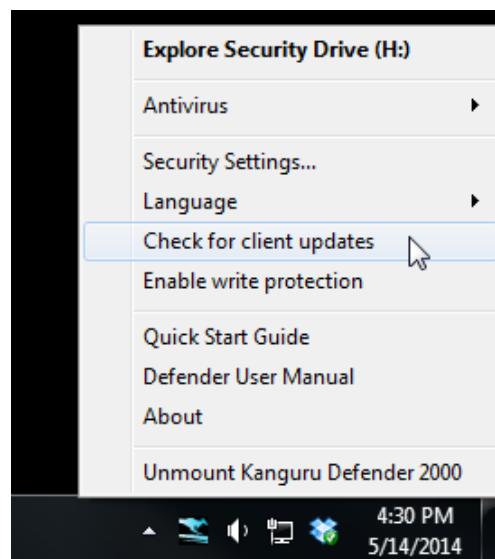 Explore Security Drive (H:)
Antivirus
Security Settings...
Language
Check for client updates
Enable write protection
Quick Start Guide
Defender User Manual
About
Unmount Kanguru Defender 2000
4:30 PM
5/14/2014